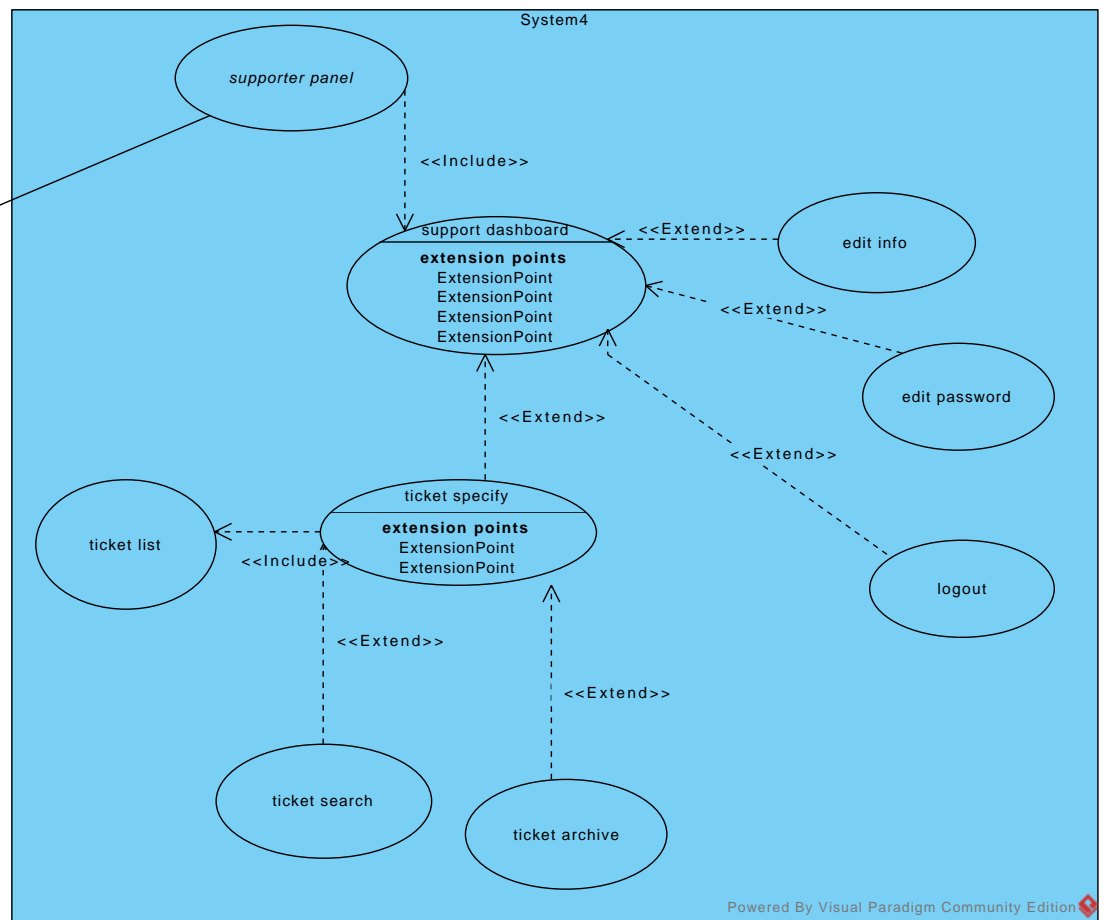 System4
supporter panel
<<Include>>
support dashboard
extension points
ExtensionPoint
ExtensionPoint
ExtensionPoint
ExtensionPoint
<<Extend>>
edit info
<<Extend>>
edit password
<<Extend>>
<<Extend>>
ticket specify
extension points
ExtensionPoint
ExtensionPoint
ticket list
<<Include>>
logout
<<Extend>>
<<Extend>>
ticket search
ticket archive
Powered By Visual Paradigm Community Edition